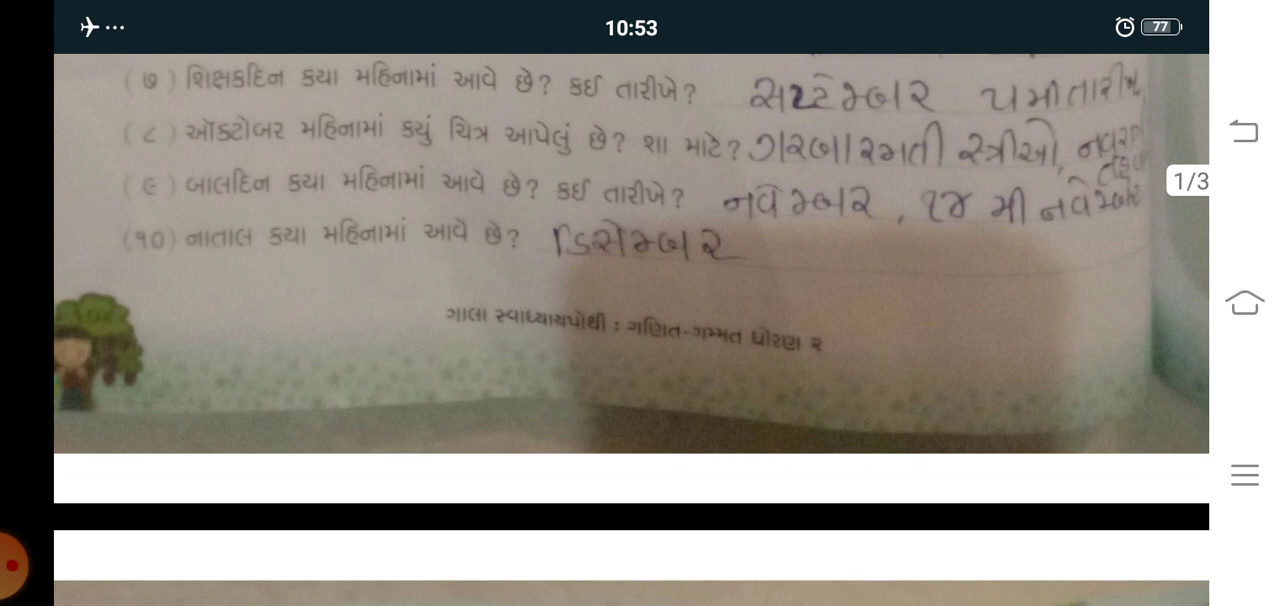 10:53
77
(૭) શિક્ષકદિન કયા મહિનામાં આવે છે? કઈ તારીખે? સપ્ટેમ્બર ૫મી તારીખ
(૮) ઑક્ટોબર મહિનામાં કયું ચિત્ર આપેલું છે? શા માટે? ગરબા રમતી સ્ત્રીઓ,
(૯) બાલદિન કયા મહિનામાં આવે છે? કઈ તારીખે? નવેમ્બર, ૧૪ મી નવેમ્બર
1/3
(૧૦) નાતાલ કયા મહિનામાં આવે છે? ડિસેમ્બર
ગાલા સ્વાધ્યાયપોથી : ગણિત-ગમ્મત ધોરણ ૨